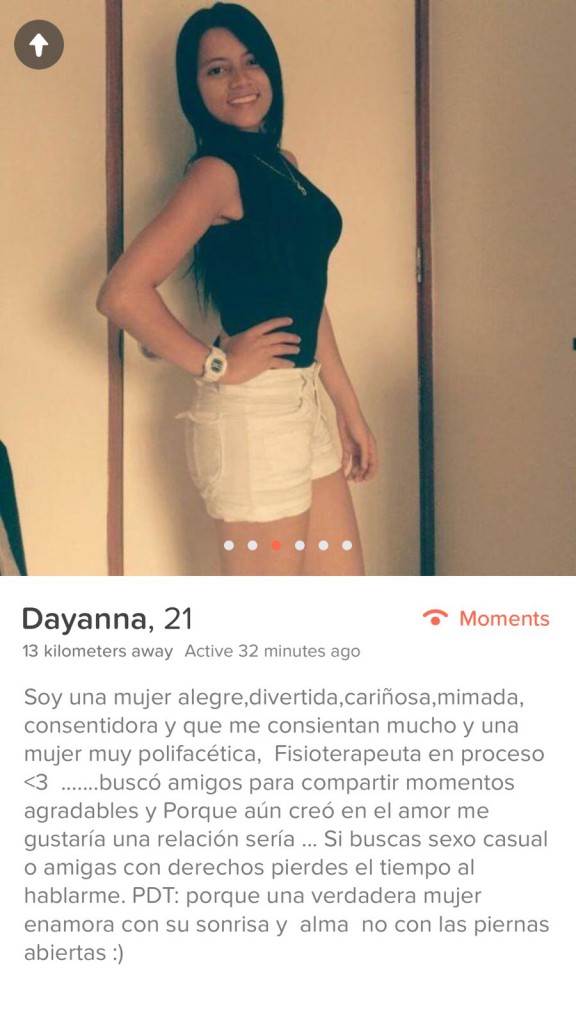 Dayanna, 21
Moments
13 kilometers away Active 32 minutes ago
Soy una mujer alegre,divertida,cariñosa,mimada,
consentidora y que me consientan mucho y una
mujer muy polifacética, Fisioterapeuta en proceso
<3 .......buscó amigos para compartir momentos
agradables y Porque aún creó en el amor me
gustaría una relación sería ... Si buscas sexo casual
o amigas con derechos pierdes el tiempo al
hablarme. PDT: porque una verdadera mujer
enamora con su sonrisa y alma no con las piernas
abiertas :)